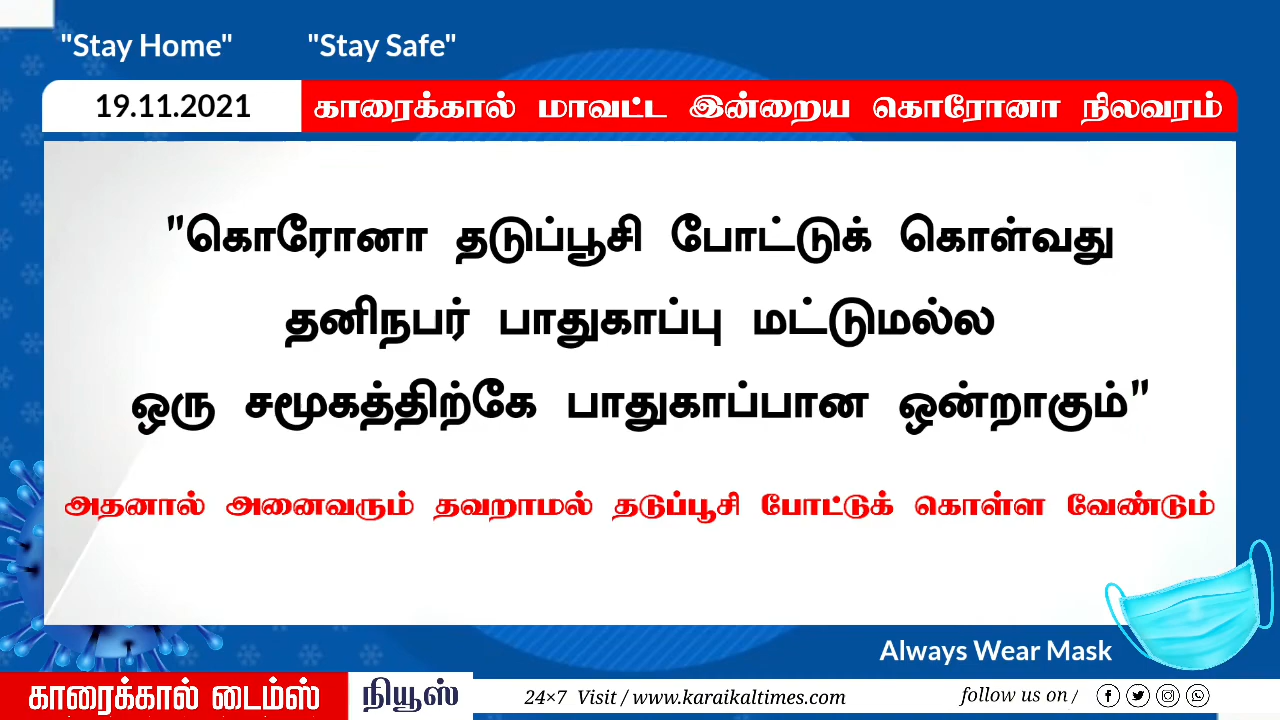 "Stay Home" "Stay Safe"
19.11.2021 காரைக்கால் மாவட்ட இன்றைய கொரோனா நிலவரம்
"கொரோனா தடுப்பூசி போட்டுக் கொள்வது
தனிநபர் பாதுகாப்பு மட்டுமல்ல
ஒரு சமூகத்திற்கே பாதுகாப்பான ஒன்றாகும்"
அதனால் அனைவரும் தவறாமல் தடுப்பூசி போட்டுக் கொள்ள வேண்டும்
Always Wear Mask
காரைக்கால் டைம்ஸ் நியூஸ் 24×7 Visit / www.karaikaltimes.com follow us on /